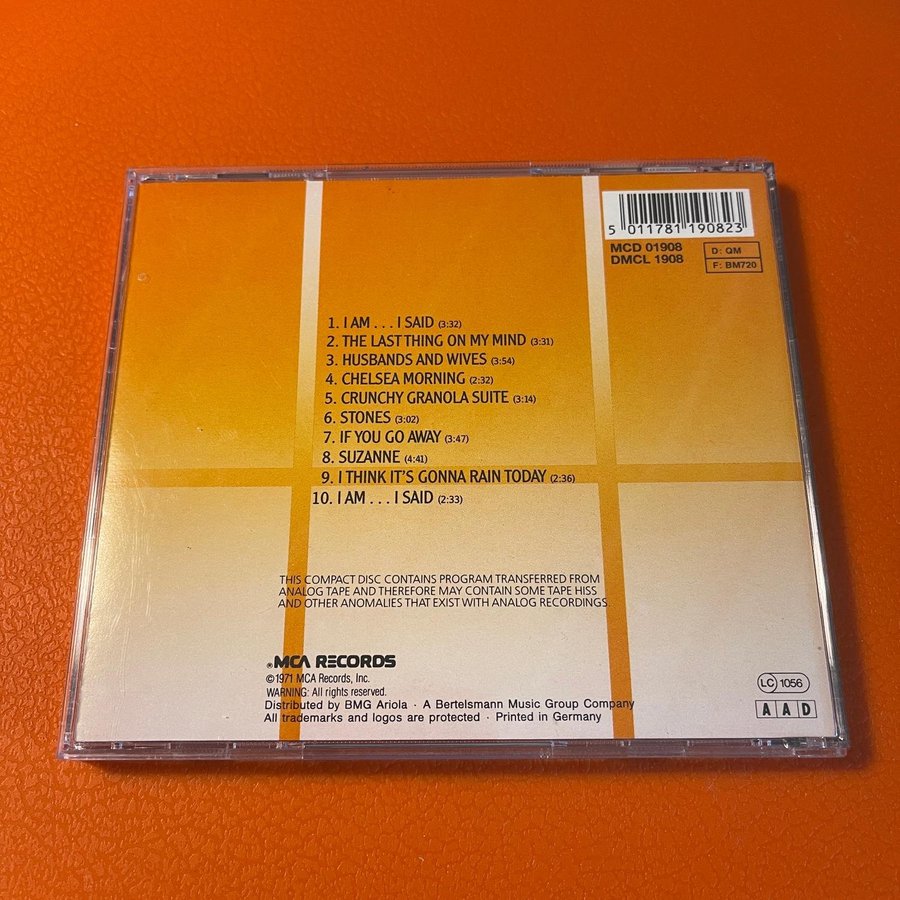 5 011781 190823
MCD 01908
DMCL 1908
D: QM
F: BM720
1. I AM . . . I SAID (3:32)
2. THE LAST THING ON MY MIND (3:31)
3. HUSBANDS AND WIVES (3:54)
4. CHELSEA MORNING (2:32)
5. CRUNCHY GRANOLA SUITE (3:14)
6. STONES (3:02)
7. IF YOU GO AWAY (3:47)
8. SUZANNE (4:41)
9. I THINK IT'S GONNA RAIN TODAY (2:36)
10. I AM . . . I SAID (2:33)
THIS COMPACT DISC CONTAINS PROGRAM TRANSFERRED FROM
ANALOG TAPE AND THEREFORE MAY CONTAIN SOME TAPE HISS
AND OTHER ANOMALIES THAT EXIST WITH ANALOG RECORDINGS.
MCA RECORDS
©1971 MCA Records, Inc.
WARNING: All rights reserved.
Distributed by BMG Ariola · A Bertelsmann Music Group Company
All trademarks and logos are protected · Printed in Germany
LC 1056
A A D